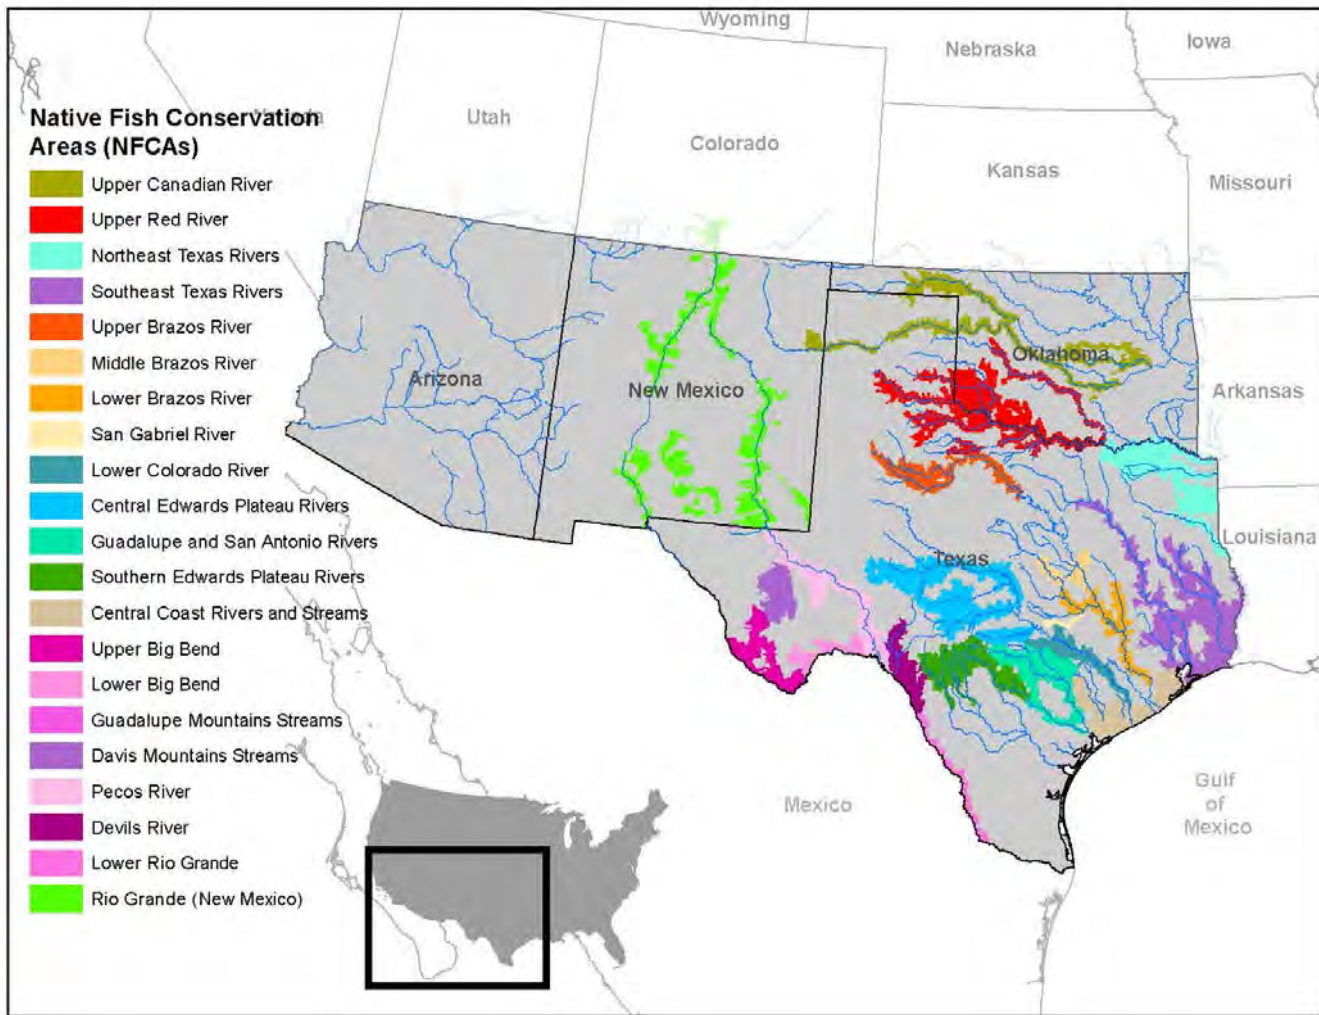 Wyoming
Nebraska
Iowa
Native Fish Conservation
Areas (NFCAs)
Nevada
Utah
Colorado
Kansas
Missouri
Upper Canadian River
Upper Red River
Northeast Texas Rivers
Southeast Texas Rivers
Upper Brazos River
Middle Brazos River
Lower Brazos River
San Gabriel River
Lower Colorado River
Central Edwards Plateau Rivers
Guadalupe and San Antonio Rivers
Southern Edwards Plateau Rivers
Central Coast Rivers and Streams
Upper Big Bend
Lower Big Bend
Guadalupe Mountains Streams
Davis Mountains Streams
Pecos River
Devils River
Lower Rio Grande
Rio Grande (New Mexico)
Arizona
New Mexico
Oklahoma
Arkansas
Texas
Louisiana
Mexico
Gulf
of
Mexico